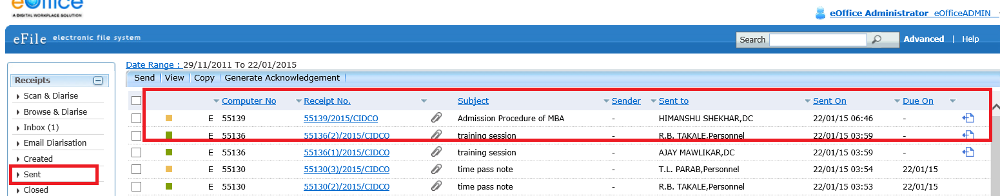 eOffice
A DIGITAL WORKPLACE SOLUTION
eOffice Administrator eOfficeADMIN
eFile electronic file system
Search Advanced | Help
Date Range : 29/11/2011 To 22/01/2015
Send | View | Copy | Generate Acknowledgement |
Receipts
Scan & Diarise
Browse & Diarise
Inbox (1)
Email Diarisation
Created
Sent
Closed
Computer No Receipt No. Subject Sender Sent to Sent On Due On
E 55139 55139/2015/CIDCO Admission Procedure of MBA - HIMANSHU SHEKHAR,DC 22/01/15 06:46 -
E 55136 55136(2)/2015/CIDCO training session - R.B. TAKALE,Personnel 22/01/15 03:59 -
E 55136 55136(1)/2015/CIDCO training session - AJAY MAWLIKAR,DC 22/01/15 03:59 -
E 55130 55130(3)/2015/CIDCO time pass note - T.L. PARAB,Personnel 22/01/15 03:54 22/01/15
E 55130 55130(2)/2015/CIDCO time pass note - R.B. TAKALE,Personnel 22/01/15 03:53 22/01/15